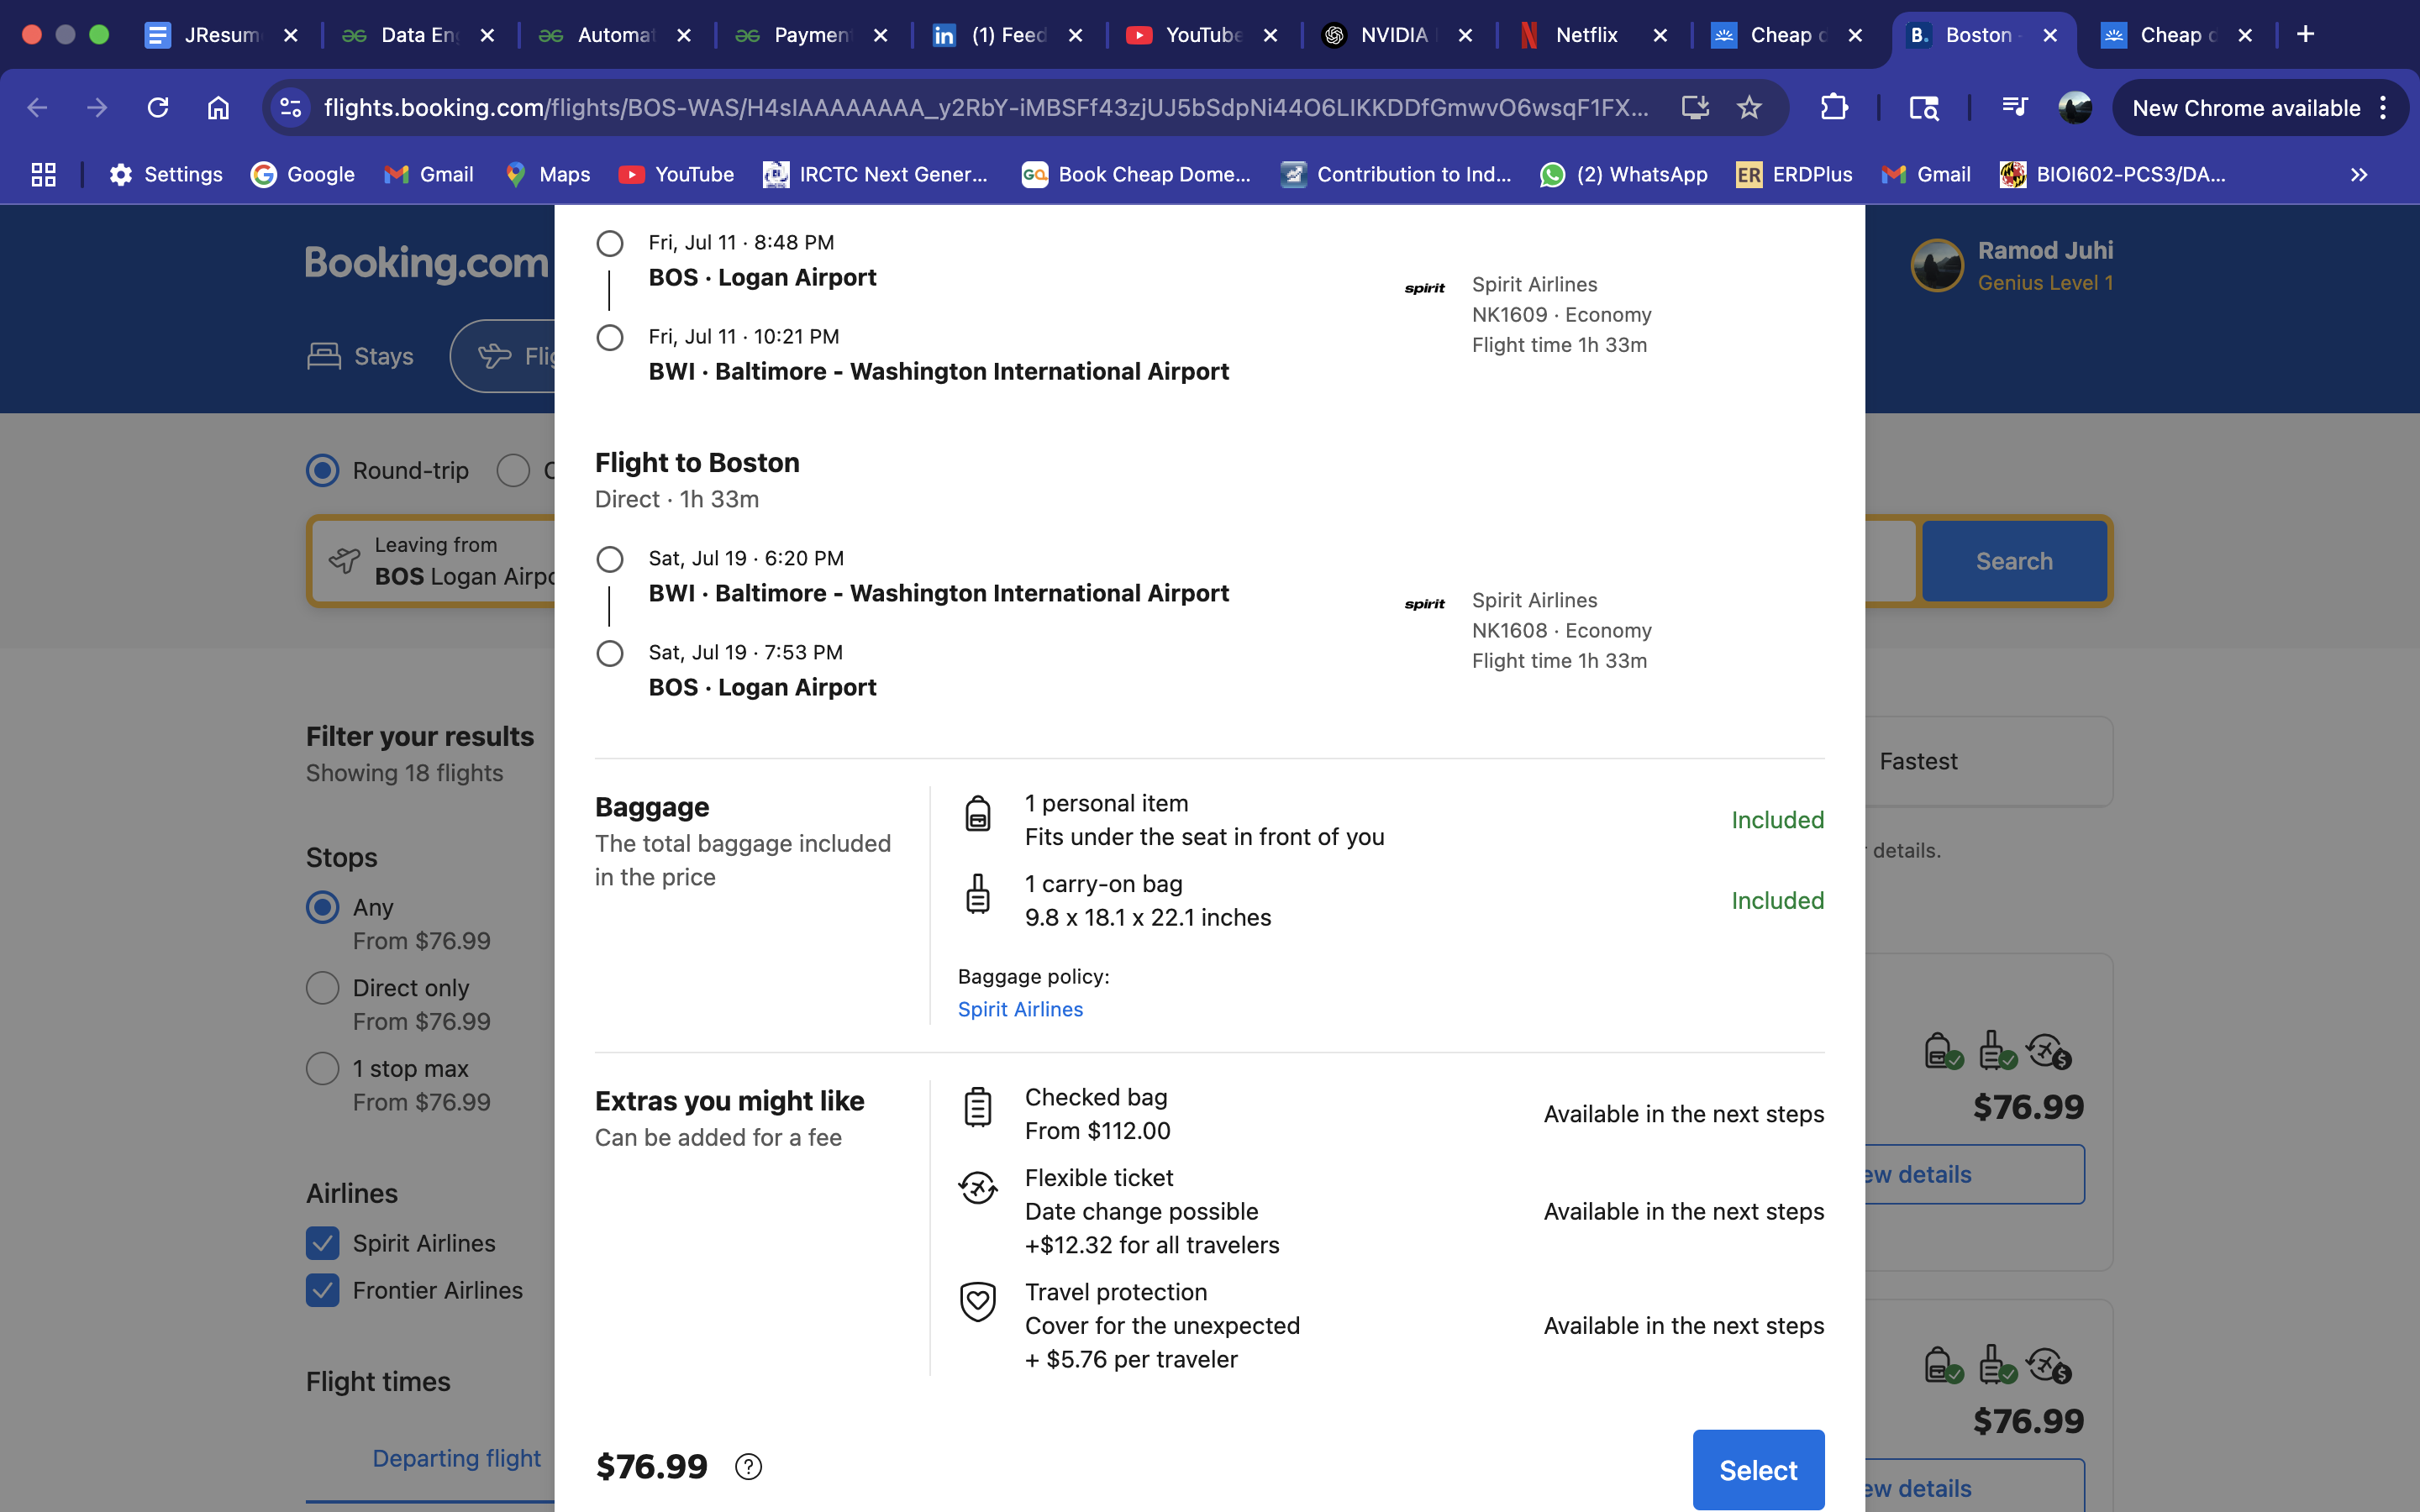 JResum
Data En
Automat
Payment
(1) Feed
YouTube
NVIDIA
Netflix
Cheap
B. Boston -
Cheap
flights.booking.com/flights/BOS-WAS/H4sIAAAAAAAA_y2RbY-iMBSFf43zjUJ5bSdpNi44O6LIKKDDfGmwvO6wsqF1FX...
New Chrome available
Settings
Google
Gmail
Maps
YouTube
IRCTC Next Gener...
GO Book Cheap Dome...
Contribution to Ind...
(2) WhatsApp
ER ERDPlus
Gmail
BIOI602-PCS3/DA...
Booking.com
Ramod Juhi
Genius Level 1
Stays
Round-trip
Leaving from
BOS Logan Airpo
Search
Filter your results
Showing 18 flights
Stops
Any
From $76.99
Direct only
From $76.99
1 stop max
From $76.99
Airlines
Spirit Airlines
Frontier Airlines
Flight times
Departing flight
Fri, Jul 11 · 8:48 PM
BOS · Logan Airport
Fri, Jul 11 · 10:21 PM
BWI · Baltimore - Washington International Airport
spirit
Spirit Airlines
NK1609 · Economy
Flight time 1h 33m
Flight to Boston
Direct · 1h 33m
Sat, Jul 19 · 6:20 PM
BWI · Baltimore - Washington International Airport
Sat, Jul 19 · 7:53 PM
BOS · Logan Airport
spirit
Spirit Airlines
NK1608 · Economy
Flight time 1h 33m
Baggage
The total baggage included
in the price
1 personal item
Fits under the seat in front of you
Included
1 carry-on bag
9.8 x 18.1 x 22.1 inches
Included
Baggage policy:
Spirit Airlines
Extras you might like
Can be added for a fee
Checked bag
From $112.00
Available in the next steps
Flexible ticket
Date change possible
+$12.32 for all travelers
Available in the next steps
Travel protection
Cover for the unexpected
+ $5.76 per traveler
Available in the next steps
$76.99
Select
Fastest
details.
$76.99
ew details
$76.99
ew details